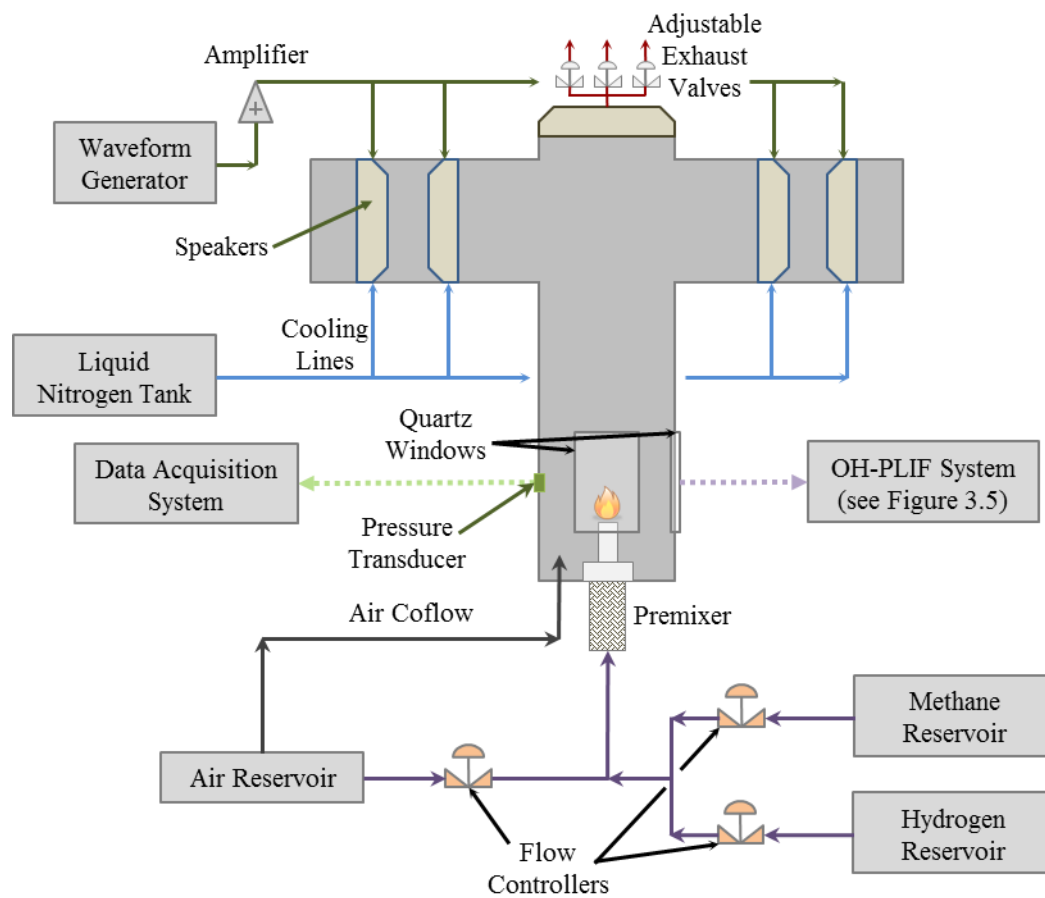 Adjustable
Exhaust
Valves
Amplifier
+
Waveform
Generator
Speakers
Cooling
Lines
Liquid
Nitrogen Tank
Quartz
Windows
Data Acquisition
System
OH-PLIF System
(see Figure 3.5)
Pressure
Transducer
Air Coflow
Premixer
Methane
Reservoir
Air Reservoir
Hydrogen
Reservoir
Flow
Controllers